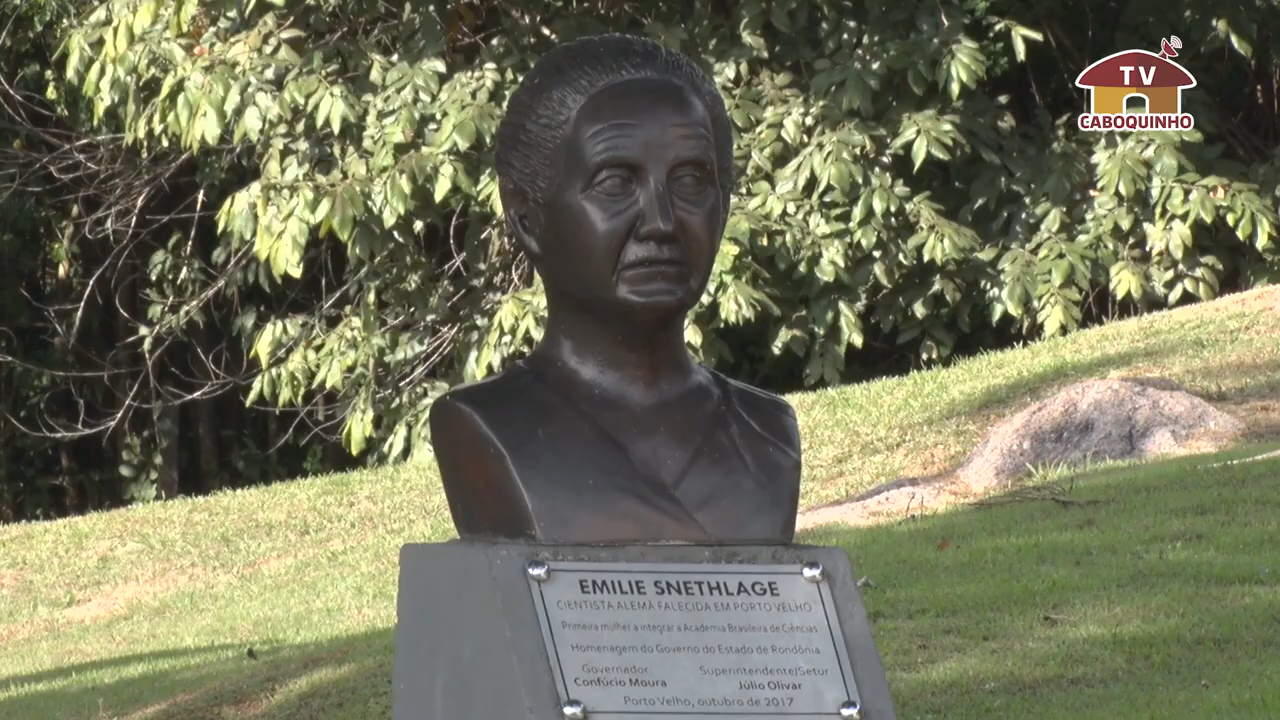 TV
CABOQUINHO
EMILIE SNETHLAGE
CIENTISTA ALEMÃ FALECIDA EM PORTO VELHO
Primeira mulher a integrar a Academia Brasileira de Ciências
Homenagem do Governo do Estado de Rondônia
Governador Superintendente/Setur
Confúcio Moura Júlio Olivar
Porto Velho, outubro de 2017